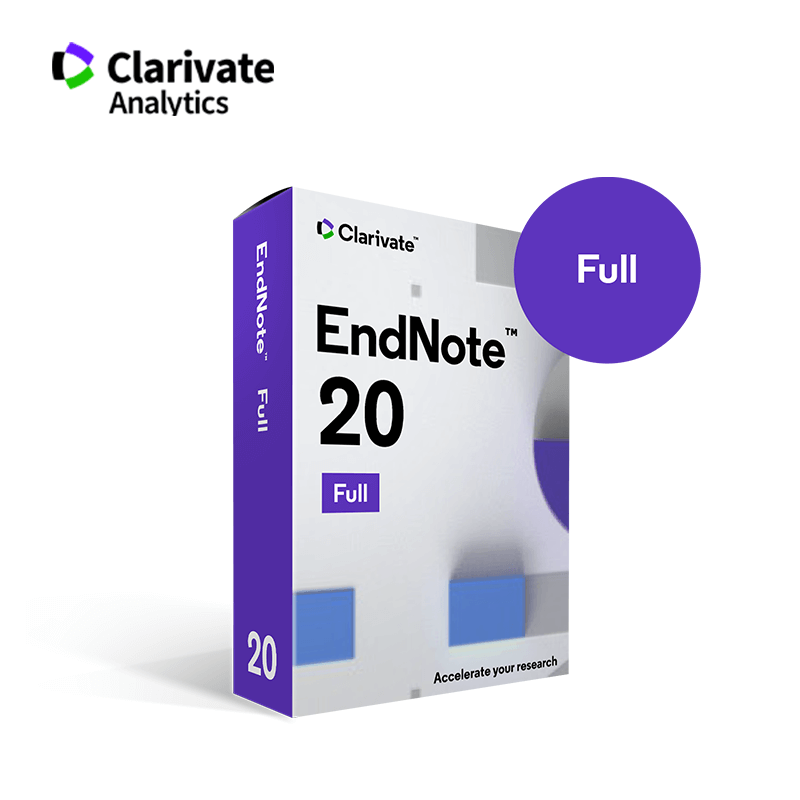 Clarivate
Analytics
Full
Clarivate™
EndNote™
20
Full
Accelerate your research
EndNote™ Full
20